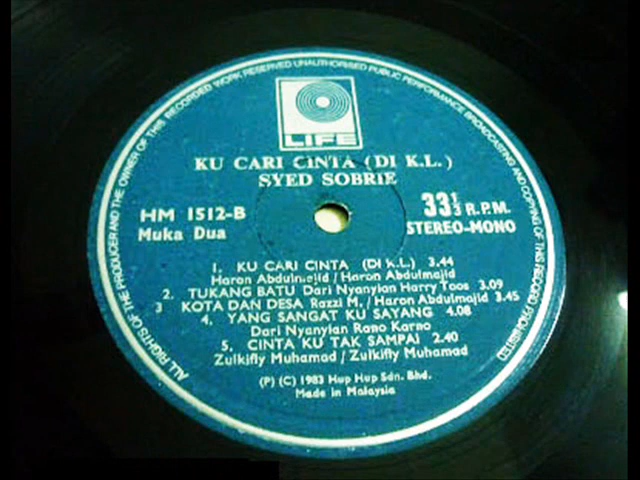 ALL RIGHTS OF THE PRODUCER AND THE OWNER OF THIS RECORDED WORK RESERVED UNAUTHORISED PUBLIC PERFORMANCE BROADCASTING AND COPYING OF THIS RECORD PROHIBITED
LIFE
KU CARI CINTA (DI K.L.)
SYED SOBRIE
HM 1512-B
Muka Dua
33 1/3 R.P.M.
STEREO-MONO
1. KU CARI CINTA (DI K.L.) 3.44
Haron Abdulmajid / Haron Abdulmajid
2. TUKANG BATU Dari Nyanyian Harry Toos 3.09
3 KOTA DAN DESA Razzi M. / Haron Abdulmajid 3.45
4. YANG SANGAT KU SAYANG 4.08
Dari Nyanyian Rano Karno
5. CINTA KU TAK SAMPAI 2.40
Zulkifly Muhamad / Zulkifly Muhamad
(P) (C) 1983 Hup Hup Sdn. Bhd.
Made in Malaysia